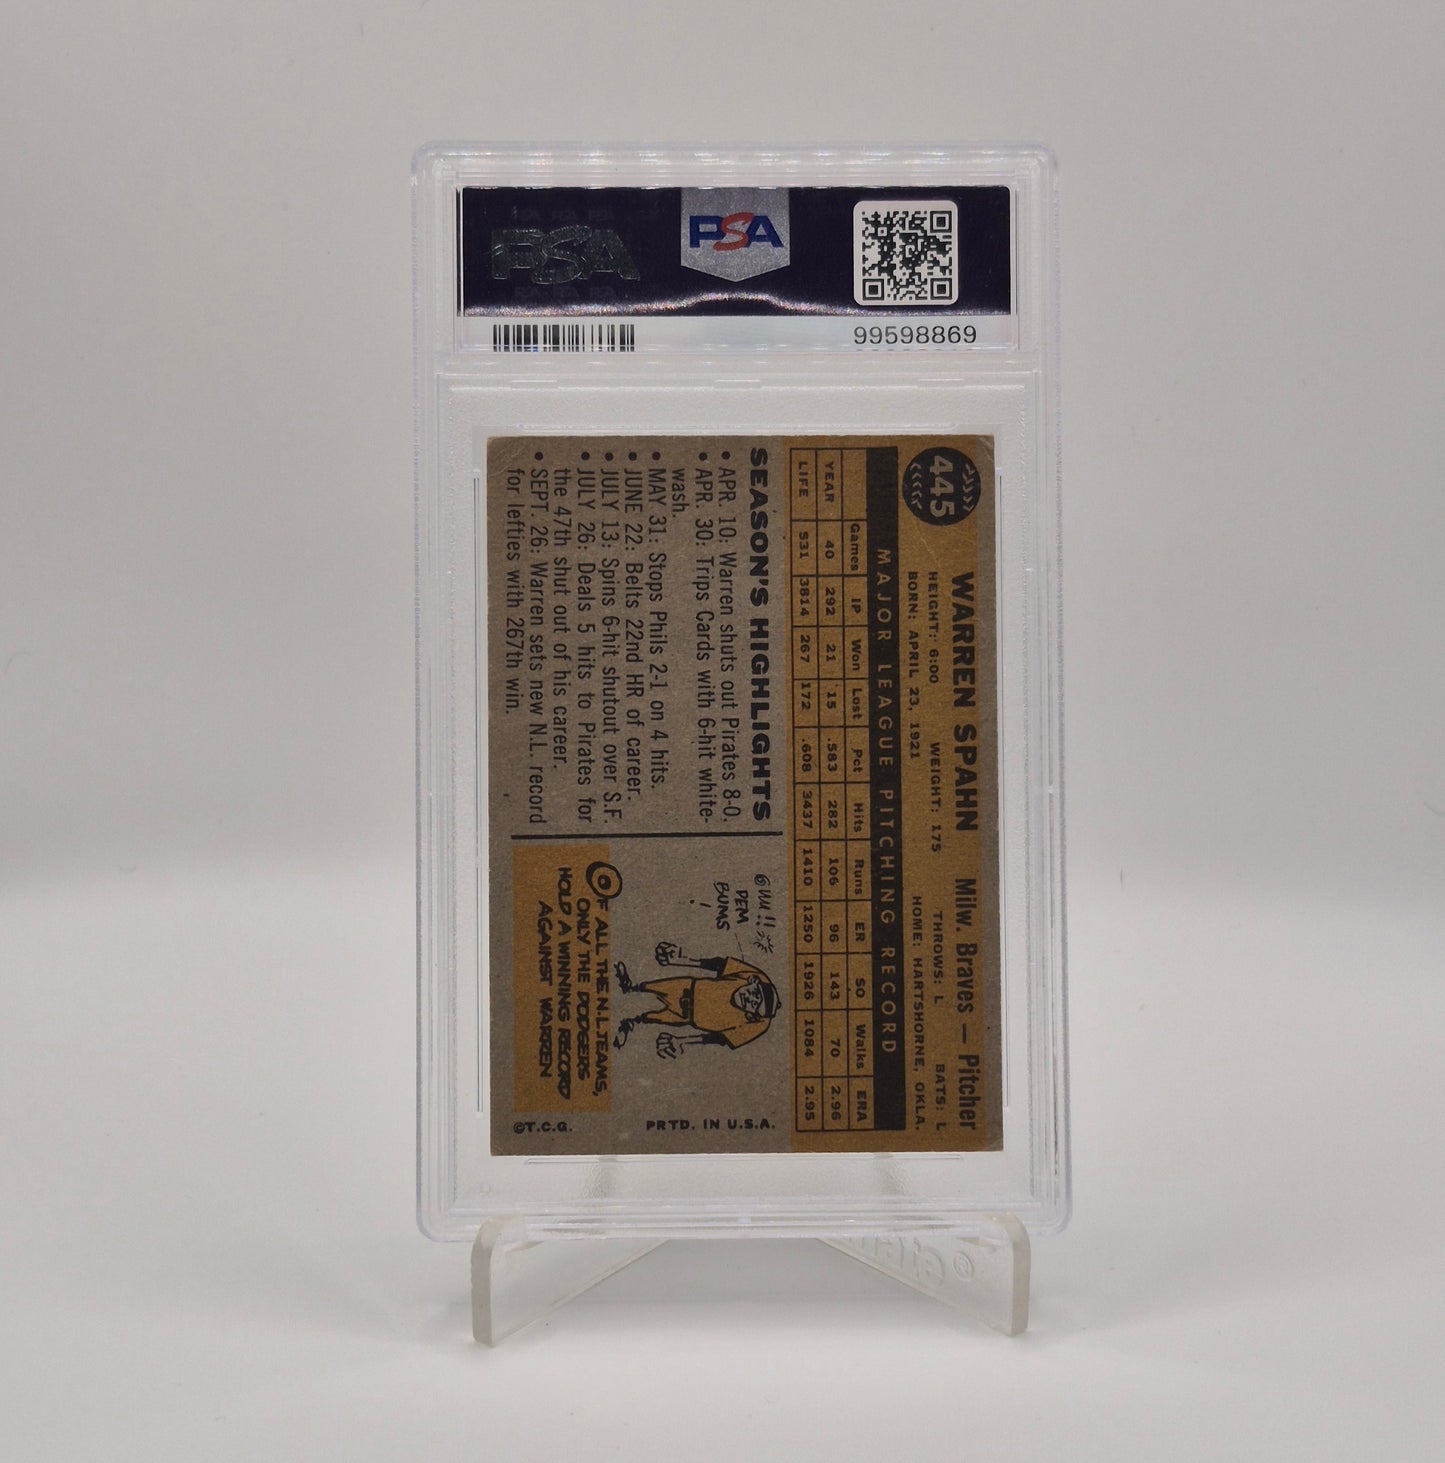 PSA
PSA
99598869
445
WARREN SPAHN Milw. Braves — Pitcher
HEIGHT: 6:00 WEIGHT: 175 THROWS: L BATS: L
BORN: APRIL 23, 1921 HOME: HARTSHORNE, OKLA.
MAJOR LEAGUE PITCHING RECORD
Games IP Won Lost Pct Hits Runs ER SO Walks ERA
YEAR 40 292 21 15 .583 282 106 96 143 70 2.96
LIFE 531 3814 267 172 .608 3437 1410 1250 1926 1084 2.95
SEASON'S HIGHLIGHTS
• APR. 10: Warren shuts out Pirates 8-0.
• APR. 30: Trips Cards with 6-hit white-
wash.
• MAY 31: Stops Phils 2-1 on 4 hits.
• JUNE 22: Belts 22nd HR of career.
• JULY 13: Spins 6-hit shutout over S.F.
• JULY 26: Deals 5 hits to Pirates for
the 47th shut out of his career.
• SEPT. 26: Warren sets new N.L. record
for lefties with 267th win.
GUU!!
DEM
BUMS
!
OF ALL THE N.L. TEAMS,
ONLY THE DODGERS
HOLD A WINNING RECORD
AGAINST WARREN
©T.C.G. PRTD. IN U.S.A.